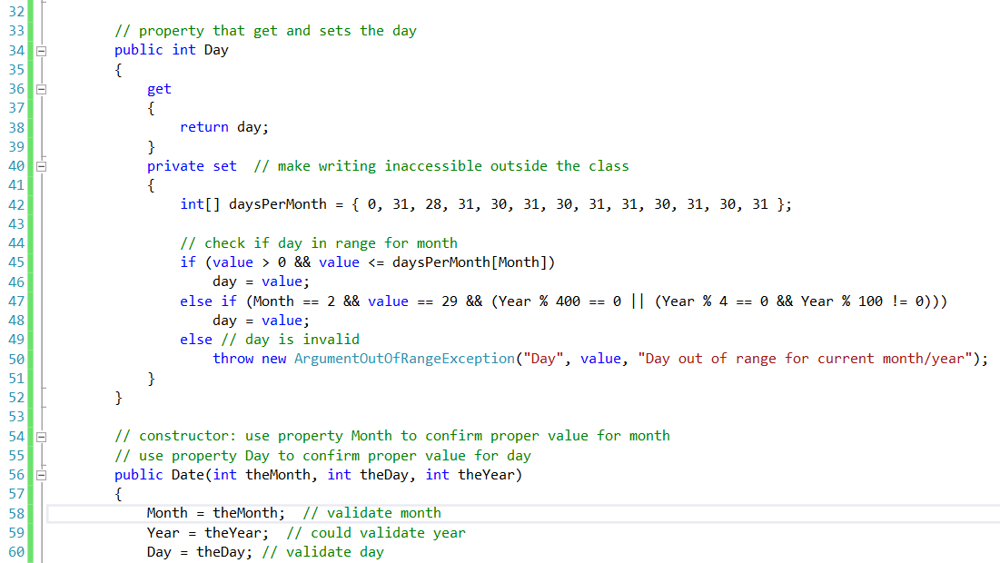 32
33 // property that get and sets the day
34 public int Day
35 {
36 get
37 {
38 return day;
39 }
40 private set // make writing inaccessible outside the class
41 {
42 int[] daysPerMonth = { 0, 31, 28, 31, 30, 31, 30, 31, 31, 30, 31, 30, 31 };
43
44 // check if day in range for month
45 if (value > 0 && value <= daysPerMonth[Month])
46 day = value;
47 else if (Month == 2 && value == 29 && (Year % 400 == 0 || (Year % 4 == 0 && Year % 100 != 0)))
48 day = value;
49 else // day is invalid
50 throw new ArgumentOutOfRangeException("Day", value, "Day out of range for current month/year");
51 }
52 }
53
54 // constructor: use property Month to confirm proper value for month
55 // use property Day to confirm proper value for day
56 public Date(int theMonth, int theDay, int theYear)
57 {
58 Month = theMonth; // validate month
59 Year = theYear; // could validate year
60 Day = theDay; // validate day